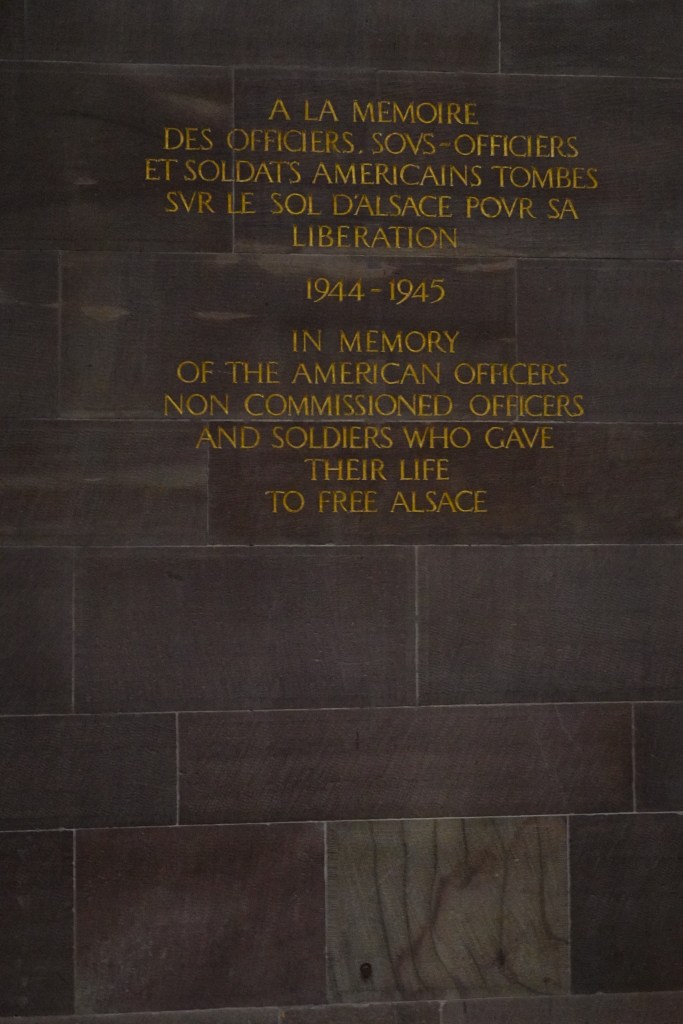 A LA MEMOIRE
DES OFFICIERS. SOVS-OFFICIERS
ET SOLDATS AMERICAINS TOMBES
SVR LE SOL D'ALSACE POVR SA
LIBERATION
1944-1945
IN MEMORY
OF THE AMERICAN OFFICERS
NON COMMISSIONED OFFICERS
AND SOLDIERS WHO GAVE
THEIR LIFE
TO FREE ALSACE